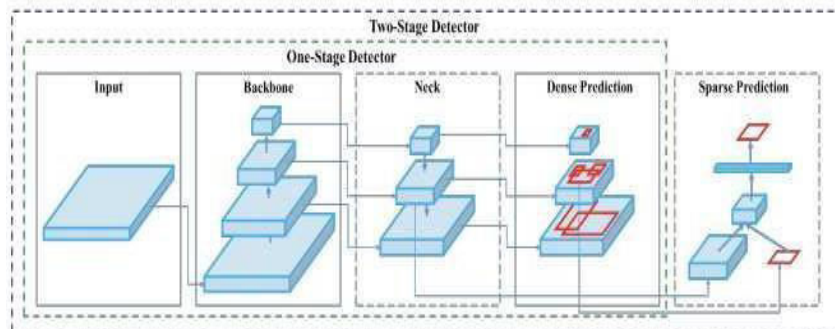 Two-Stage Detector
One-Stage Detector
Input
Backbone
Neck
Dense Prediction
Sparse Prediction